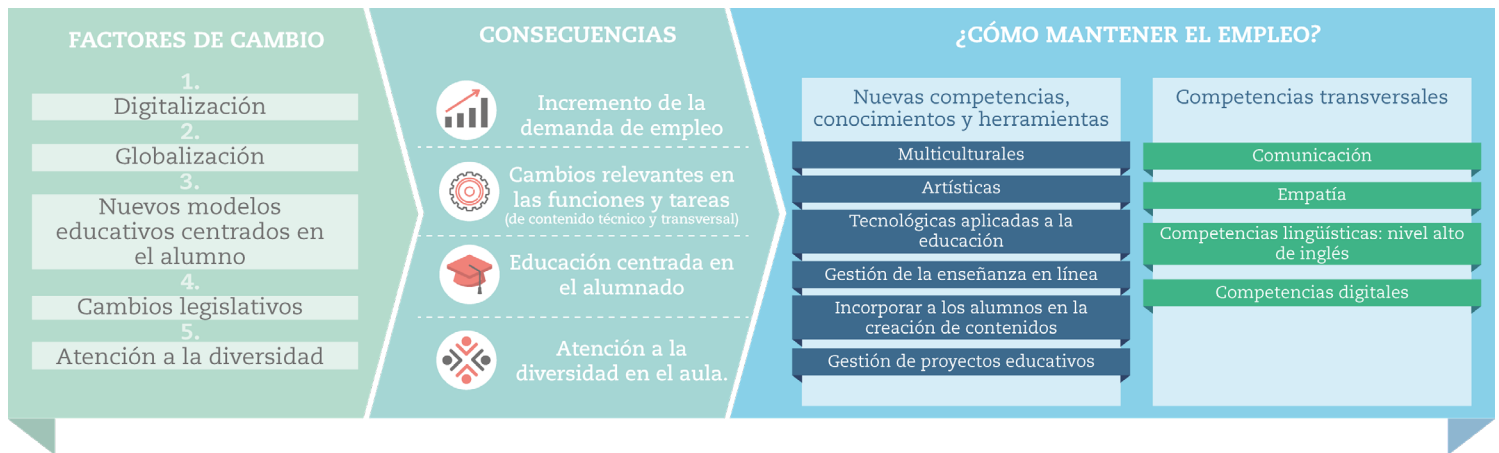 FACTORES DE CAMBIO
1.
Digitalización
2.
Globalización
3.
Nuevos modelos
educativos centrados en
el alumno
4.
Cambios legislativos
5.
Atención a la diversidad
CONSECUENCIAS
Incremento de la
demanda de empleo
Cambios relevantes en
las funciones y tareas
(de contenido técnico y transversal)
Educación centrada en
el alumnado
Atención a la
diversidad en el aula.
¿CÓMO MANTENER EL EMPLEO?
Nuevas competencias,
conocimientos y herramientas
Multiculturales
Artísticas
Tecnológicas aplicadas a la
educación
Gestión de la enseñanza en línea
Incorporar a los alumnos en la
creación de contenidos
Gestión de proyectos educativos
Competencias transversales
Comunicación
Empatía
Competencias lingüísticas: nivel alto
de inglés
Competencias digitales